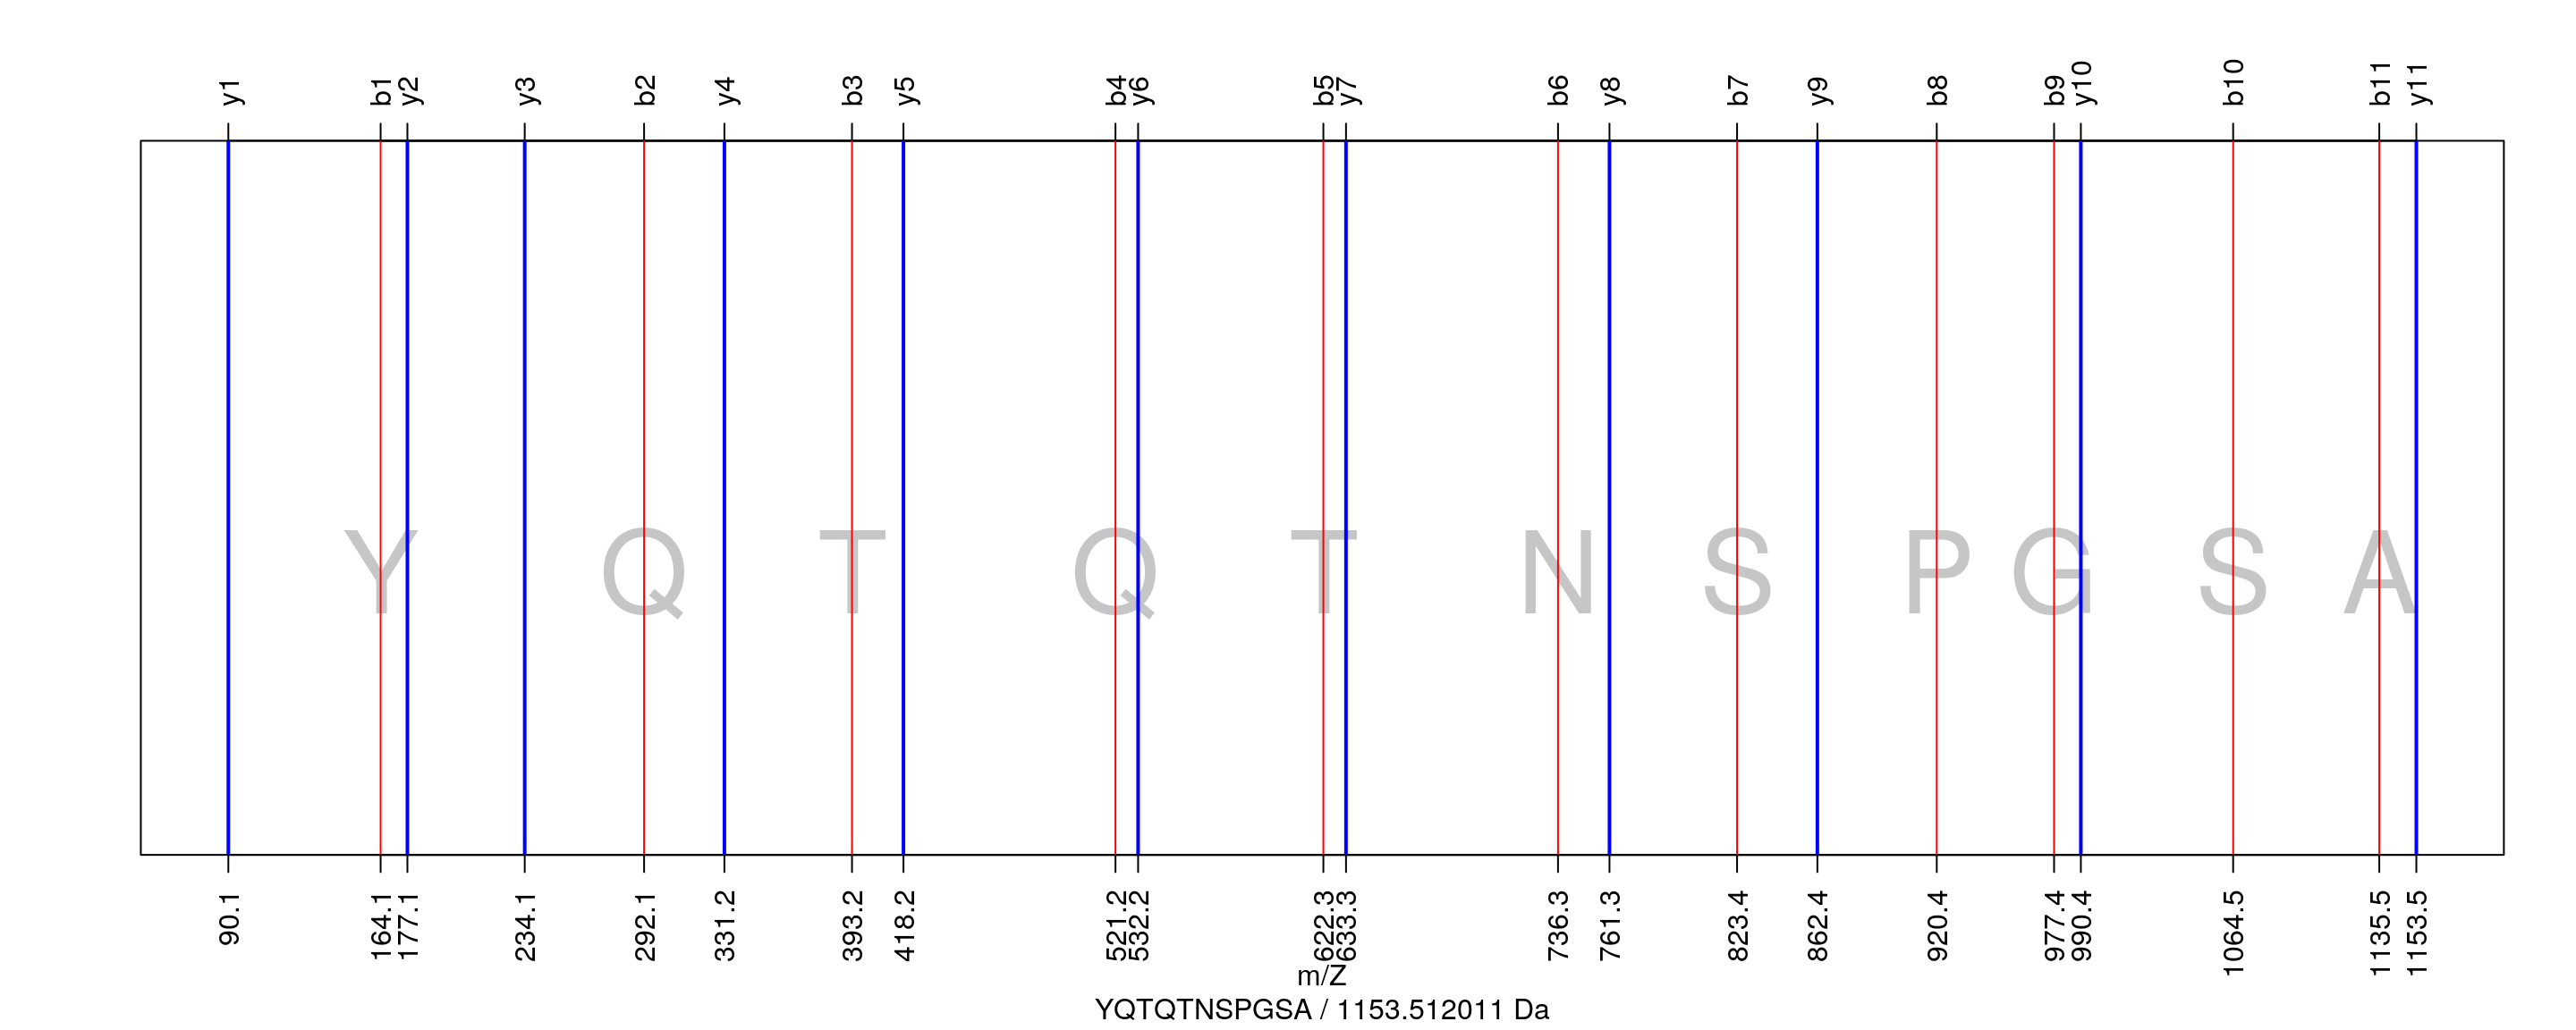 y1 b1 y2 y3 b2 y4 b3 y5 b4 y6 b5 y7 b6 y8 b7 y9 b8 b9 y10 b10 b11 y11
Y Q T Q T N S P G S A
90.1 164.1 177.1 234.1 292.1 331.2 393.2 418.2 521.2 532.2 622.3 633.3 736.3 761.3 823.4 862.4 920.4 977.4 990.4 1064.5 1135.5 1153.5
m/Z
YQTQTNSPGSA / 1153.512011 Da